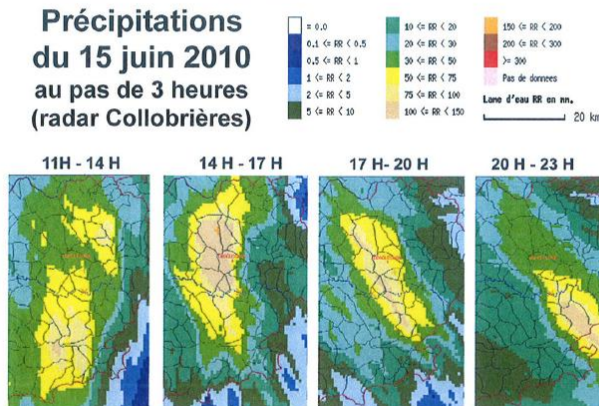 Précipitations
du 15 juin 2010
au pas de 3 heures
(radar Collobrières)
= 0.0
0.1 <= RR < 0.5
0.5 <= RR < 1
1 <= RR < 2
2 <= RR < 5
5 <= RR < 10
10 <= RR < 20
20 <= RR < 30
30 <= RR < 50
50 <= RR < 75
75 <= RR < 100
100 <= RR < 150
150 <= RR < 200
200 <= RR < 300
>= 300
Pas de donnees
Lame d'eau RR en mm.
20 km
11H - 14 H
14 H - 17 H
17 H- 20 H
20 H - 23 H